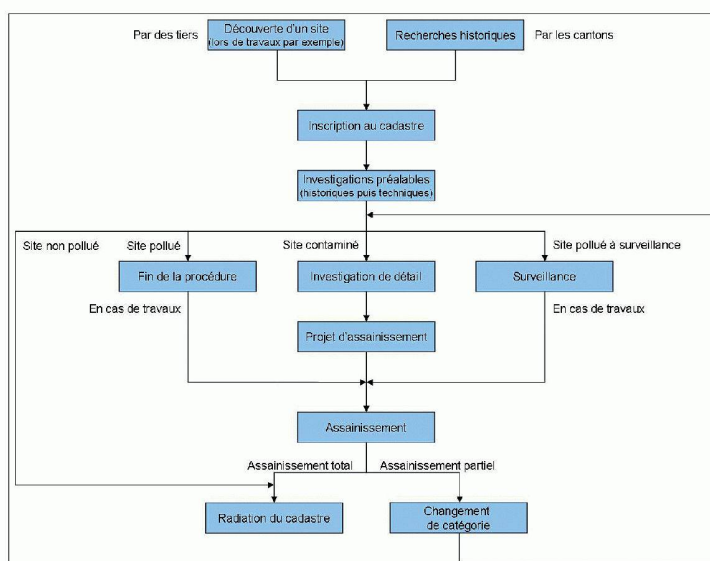 Par des tiers
Découverte d'un site
(lors de travaux par exemple)
Recherches historiques
Par les cantons
Inscription au cadastre
Investigations préalables
(historiques puis techniques)
Site non pollué
Site pollué
Site contaminé
Site pollué à surveillance
Fin de la procédure
Investigation de détail
Surveillance
En cas de travaux
En cas de travaux
Projet d'assainissement
Assainissement
Assainissement total
Assainissement partiel
Radiation du cadastre
Changement
de catégorie